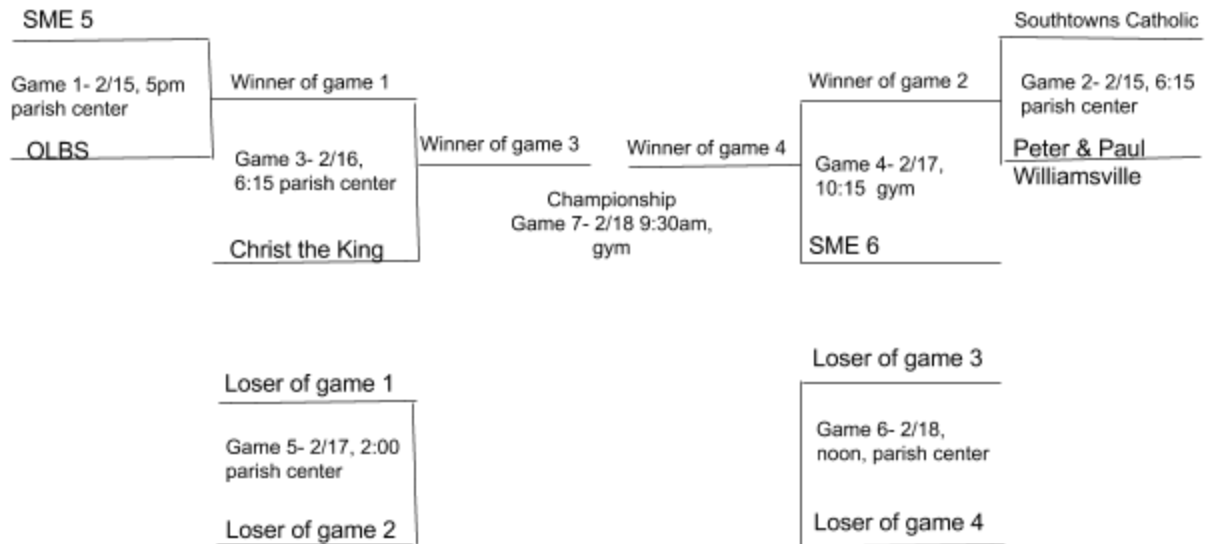 SME 5
Game 1- 2/15, 5pm
parish center
OLBS
Winner of game 1
Game 3- 2/16,
6:15 parish center
Christ the King
Winner of game 3
Championship
Game 7- 2/18 9:30am,
gym
Winner of game 4
Winner of game 2
Game 4- 2/17,
10:15 gym
SME 6
Southtowns Catholic
Game 2- 2/15, 6:15
parish center
Peter & Paul
Williamsville
Loser of game 1
Game 5- 2/17, 2:00
parish center
Loser of game 2
Loser of game 3
Game 6- 2/18,
noon, parish center
Loser of game 4